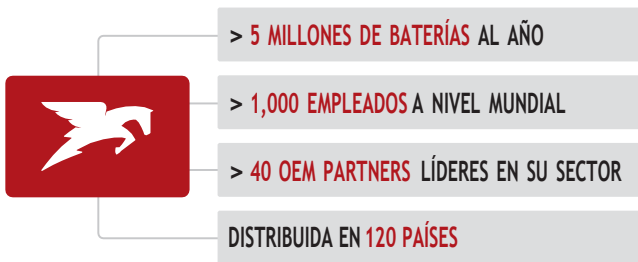 > 5 MILLONES DE BATERÍAS AL AÑO
> 1,000 EMPLEADOS A NIVEL MUNDIAL
> 40 OEM PARTNERS LÍDERES EN SU SECTOR
DISTRIBUIDA EN 120 PAÍSES